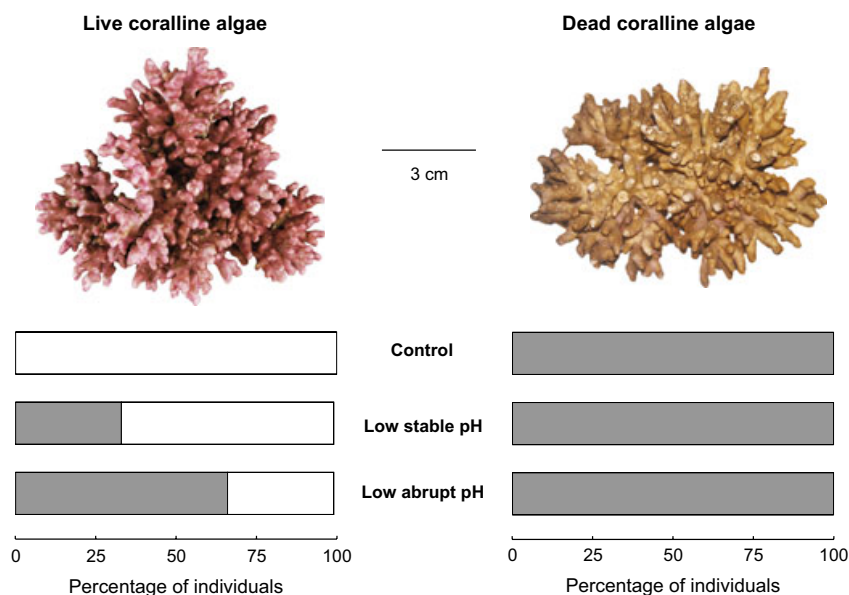 Live coralline algae
Dead coralline algae
3 cm
Control
Low stable pH
Low abrupt pH
0 25 50 75 100
0 25 50 75 100
Percentage of individuals
Percentage of individuals